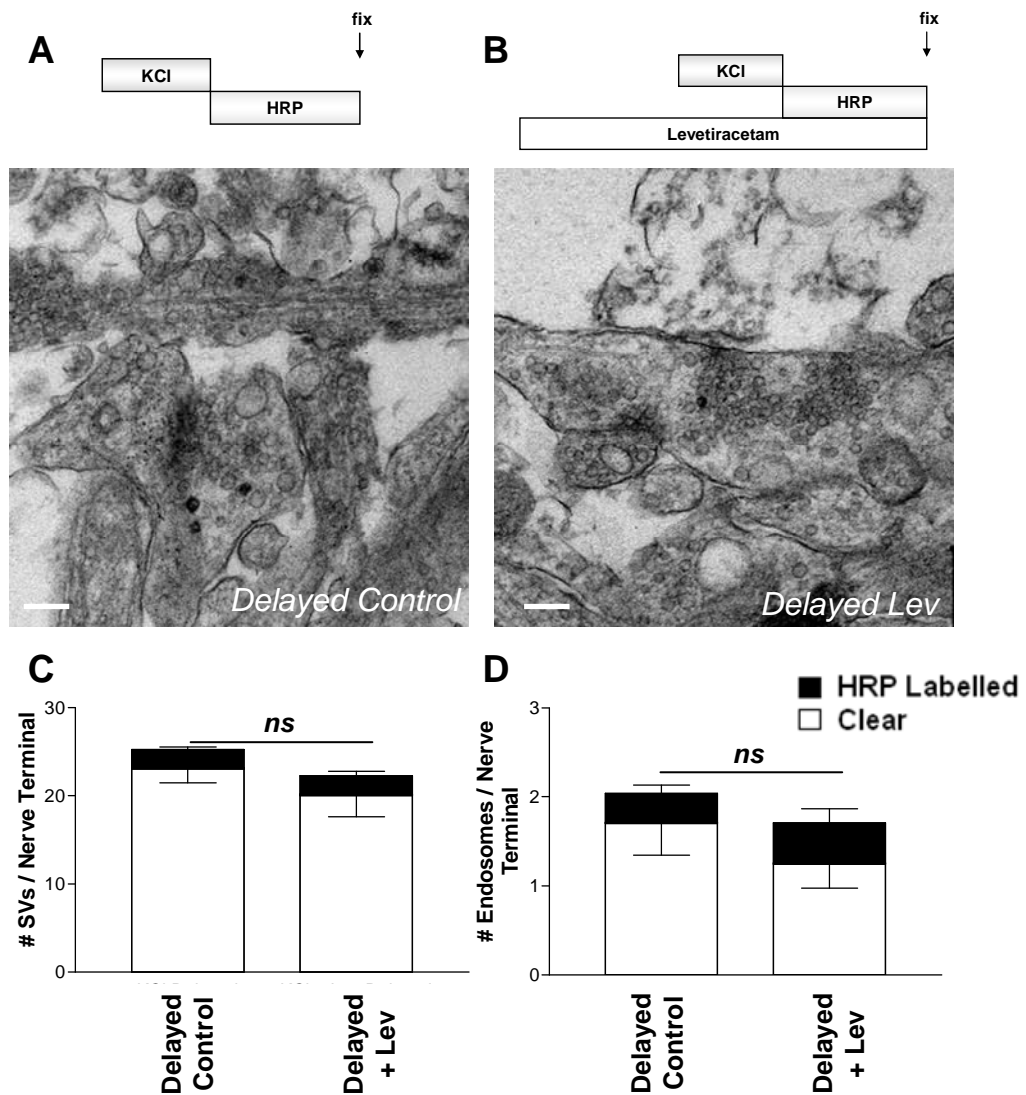 A
fix
KCl
HRP
B
fix
KCl
HRP
Levetiracetam
Delayed Control
Delayed Lev
C
# SVs / Nerve Terminal
30
20
10
0
ns
Delayed
Control
Delayed
+ Lev
D
HRP Labelled
Clear
# Endosomes / Nerve
Terminal
3
2
1
0
ns
Delayed
Control
Delayed
+ Lev